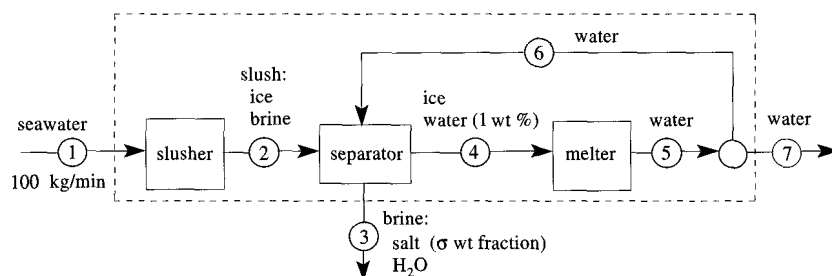 6
water
slush:
ice
brine
ice
water (1 wt %)
seawater
water
water
1
slusher
2
separator
4
melter
5
7
100 kg/min
brine:
3
salt (σ wt fraction)
H₂O